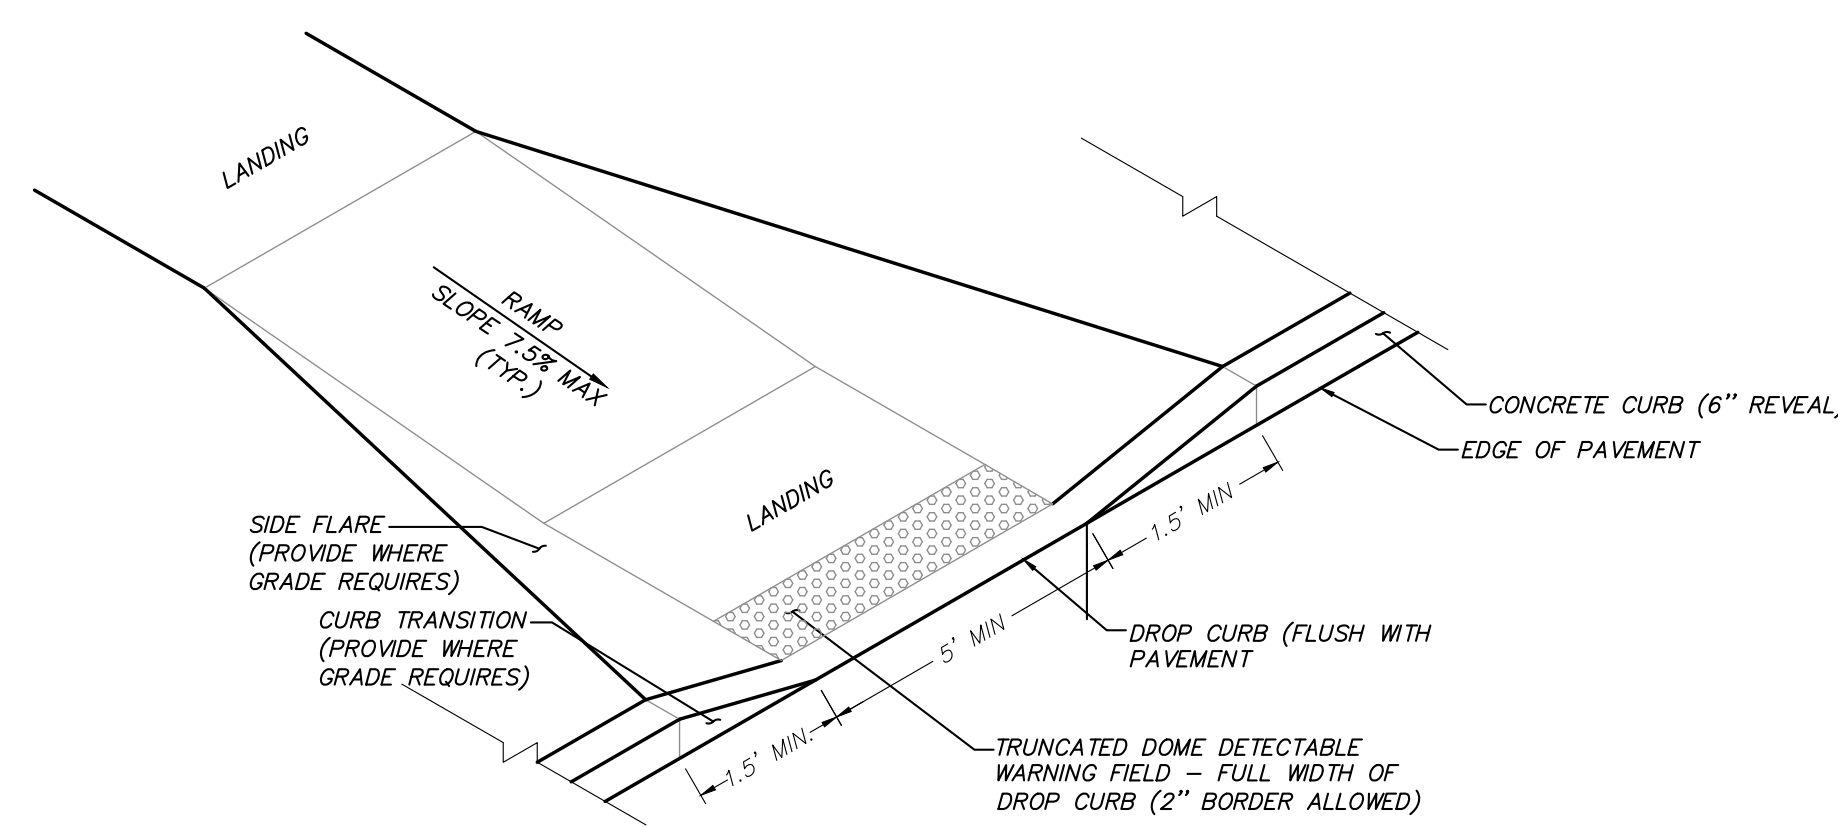 LANDING
RAMP
SLOPE 7.5% MAX
(TYP.)
CONCRETE CURB (6" REVEAL)
EDGE OF PAVEMENT
LANDING
1.5' MIN
SIDE FLARE
(PROVIDE WHERE
GRADE REQUIRES)
CURB TRANSITION
(PROVIDE WHERE
GRADE REQUIRES)
5' MIN
DROP CURB (FLUSH WITH
PAVEMENT
1.5' MIN.
TRUNCATED DOME DETECTABLE
WARNING FIELD – FULL WIDTH OF
DROP CURB (2" BORDER ALLOWED)